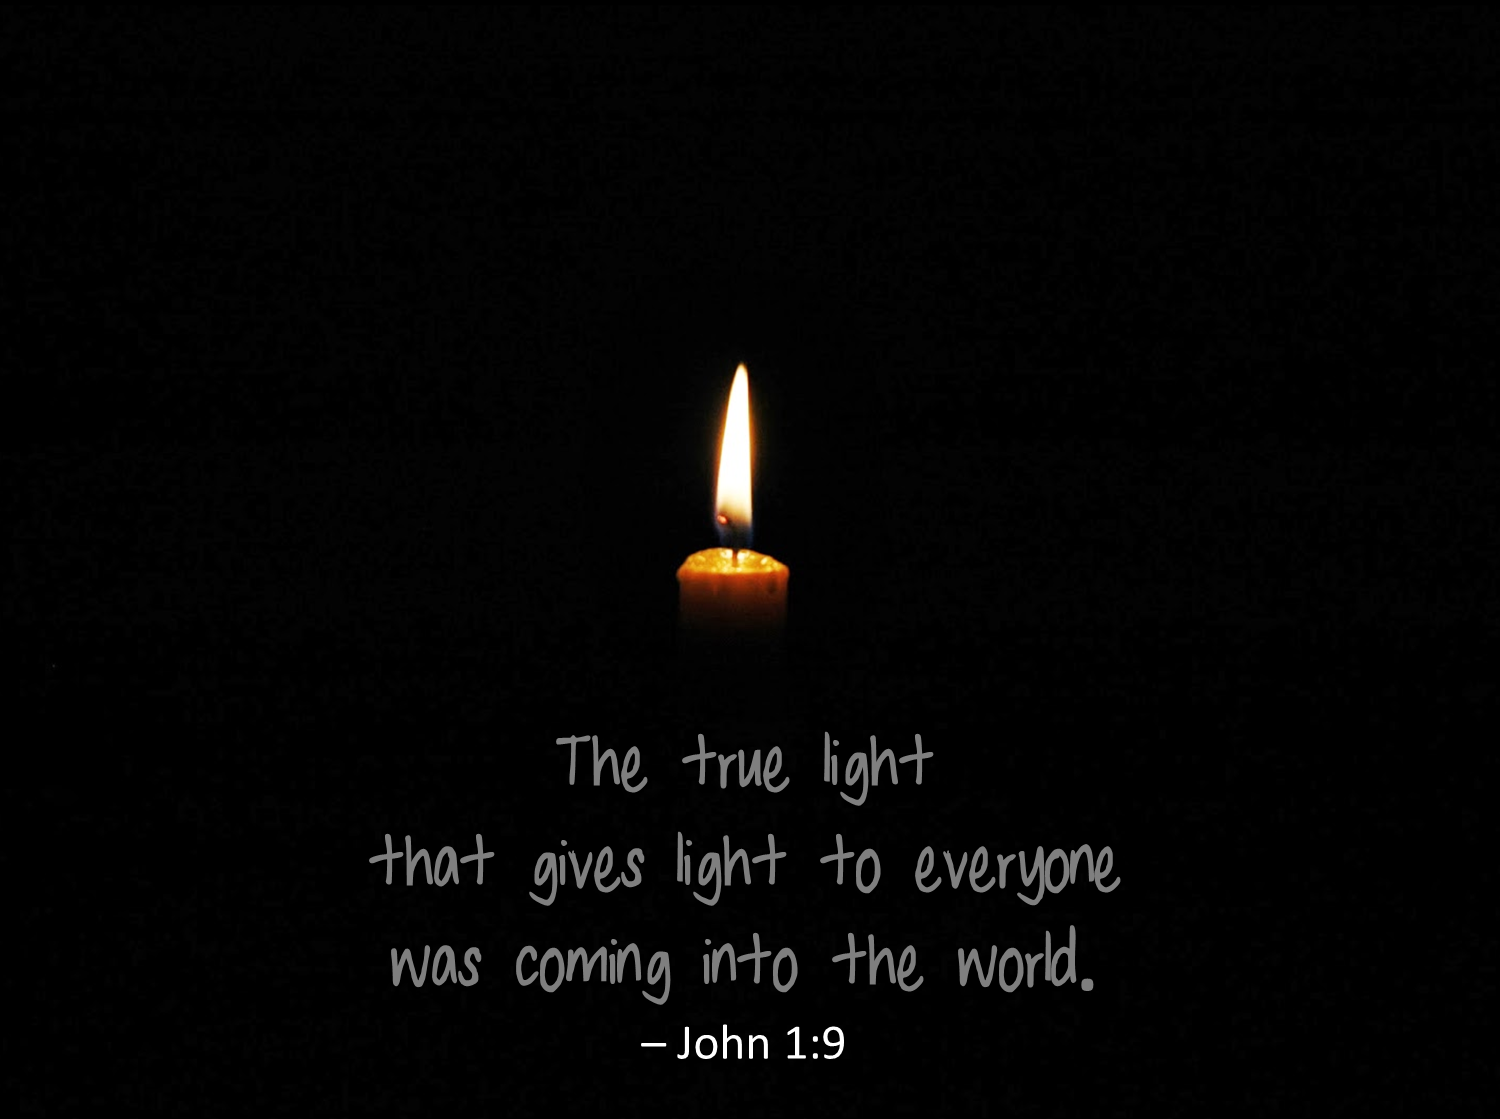 The true light
that gives light to everyone
was coming into the world.
– John 1:9